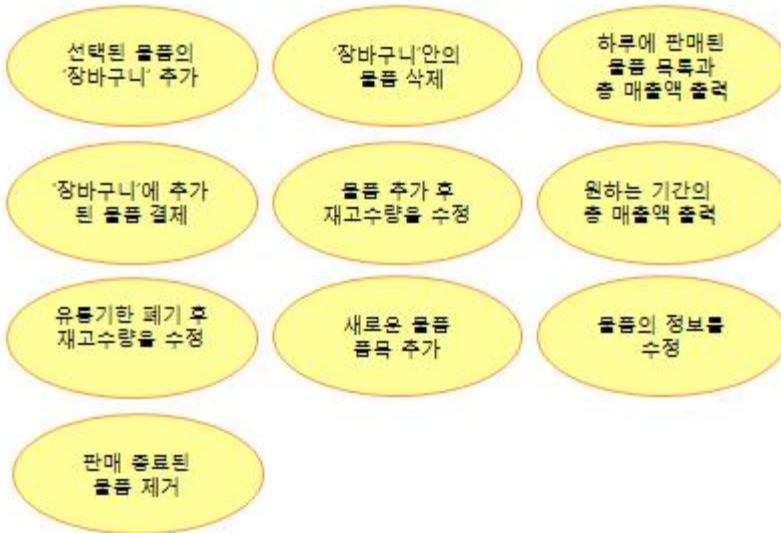 선택된 물품의
'장바구니' 추가
'장바구니'안의
물품 삭제
하루에 판매된
물품 목록과
총 매출액 출력
'장바구니'에 추가
된 물품 결제
물품 추가 후
재고수량을 수정
원하는 기간의
총 매출액 출력
유통기한 폐기 후
재고수량을 수정
새로운 물품
품목 추가
물품의 정보를
수정
판매 종료된
물품 제거